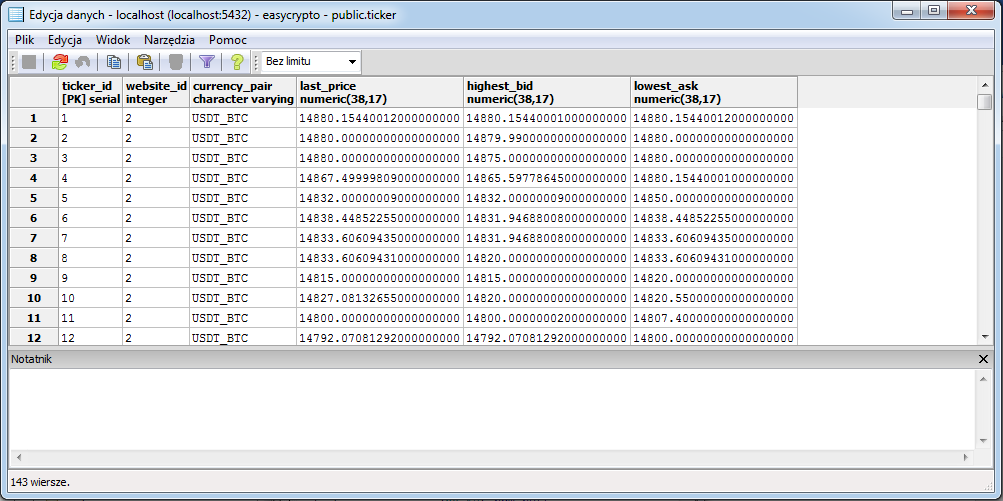 Edycja danych - localhost (localhost:5432) - easycrypto - public.ticker
Plik Edycja Widok Narzędzia Pomoc
Bez limitu
ticker_id website_id currency_pair last_price highest_bid lowest_ask
[PK] serial integer character varying numeric(38,17) numeric(38,17) numeric(38,17)
1 1 2 USDT_BTC 14880.15440012000000000 14880.15440001000000000 14880.15440012000000000
2 2 2 USDT_BTC 14880.00000000000000000 14879.99000000000000000 14880.00000000000000000
3 3 2 USDT_BTC 14880.00000000000000000 14875.00000000000000000 14880.00000000000000000
4 4 2 USDT_BTC 14867.49999809000000000 14865.59778645000000000 14880.15440001000000000
5 5 2 USDT_BTC 14832.00000009000000000 14832.00000009000000000 14850.00000000000000000
6 6 2 USDT_BTC 14838.44852255000000000 14831.94688008000000000 14838.44852255000000000
7 7 2 USDT_BTC 14833.60609435000000000 14831.94688008000000000 14833.60609435000000000
8 8 2 USDT_BTC 14833.60609431000000000 14820.00000000000000000 14833.60609431000000000
9 9 2 USDT_BTC 14815.00000000000000000 14815.00000000000000000 14820.00000000000000000
10 10 2 USDT_BTC 14827.08132655000000000 14820.00000000000000000 14820.55000000000000000
11 11 2 USDT_BTC 14800.00000000000000000 14800.00000002000000000 14807.40000000000000000
12 12 2 USDT_BTC 14792.07081292000000000 14792.07081292000000000 14800.00000000000000000
Notatnik
143 wiersze.